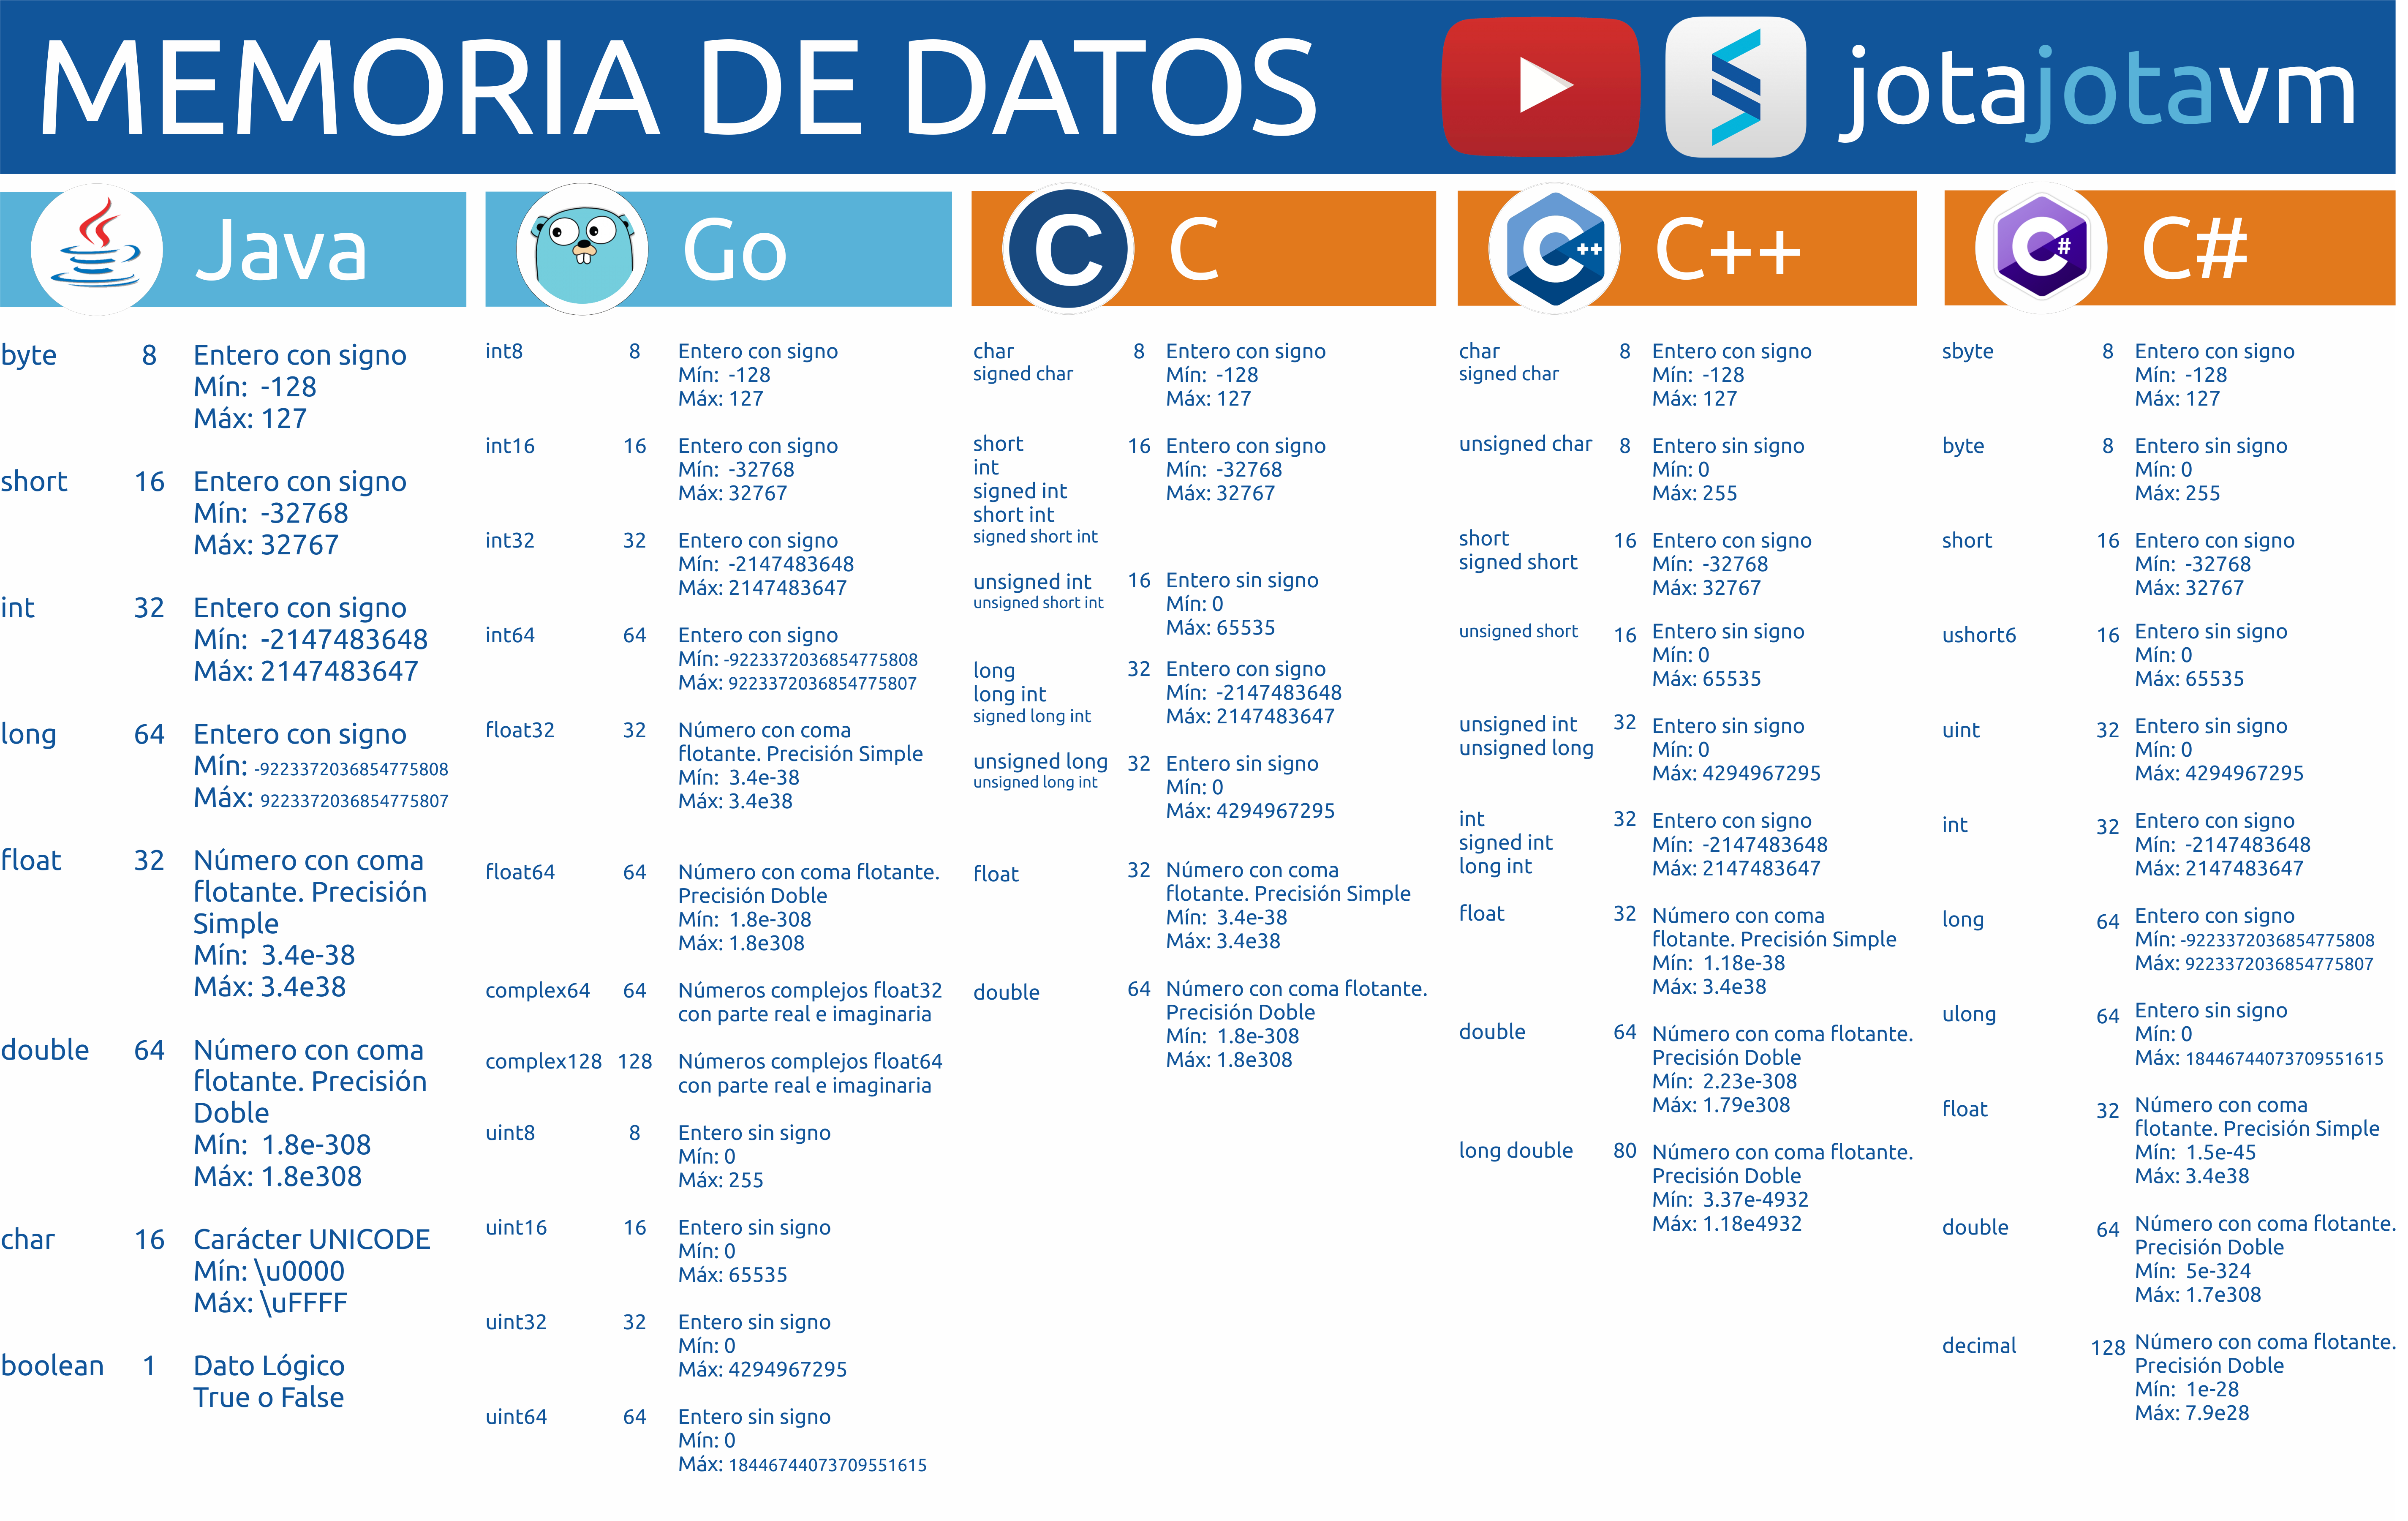 MEMORIA DE DATOS
jotajotavm
Java
byte 8 Entero con signo
Mín: -128
Máx: 127
short 16 Entero con signo
Mín: -32768
Máx: 32767
int 32 Entero con signo
Mín: -2147483648
Máx: 2147483647
long 64 Entero con signo
Mín: -9223372036854775808
Máx: 9223372036854775807
float 32 Número con coma
flotante. Precisión
Simple
Mín: 3.4e-38
Máx: 3.4e38
double 64 Número con coma
flotante. Precisión
Doble
Mín: 1.8e-308
Máx: 1.8e308
char 16 Carácter UNICODE
Mín: \u0000
Máx: \uFFFF
boolean 1 Dato Lógico
True o False
Go
int8 8 Entero con signo
Mín: -128
Máx: 127
int16 16 Entero con signo
Mín: -32768
Máx: 32767
int32 32 Entero con signo
Mín: -2147483648
Máx: 2147483647
int64 64 Entero con signo
Mín: -9223372036854775808
Máx: 9223372036854775807
float32 32 Número con coma
flotante. Precisión Simple
Mín: 3.4e-38
Máx: 3.4e38
float64 64 Número con coma flotante.
Precisión Doble
Mín: 1.8e-308
Máx: 1.8e308
complex64 64 Números complejos float32
con parte real e imaginaria
complex128 128 Números complejos float64
con parte real e imaginaria
uint8 8 Entero sin signo
Mín: 0
Máx: 255
uint16 16 Entero sin signo
Mín: 0
Máx: 65535
uint32 32 Entero sin signo
Mín: 0
Máx: 4294967295
uint64 64 Entero sin signo
Mín: 0
Máx: 18446744073709551615
C C
char 8 Entero con signo
signed char Mín: -128
Máx: 127
short 16 Entero con signo
int Mín: -32768
signed int Máx: 32767
short int
signed short int
unsigned int 16 Entero sin signo
unsigned short int Mín: 0
Máx: 65535
long 32 Entero con signo
long int Mín: -2147483648
signed long int Máx: 2147483647
unsigned long 32 Entero sin signo
unsigned long int Mín: 0
Máx: 4294967295
float 32 Número con coma
flotante. Precisión Simple
Mín: 3.4e-38
Máx: 3.4e38
double 64 Número con coma flotante.
Precisión Doble
Mín: 1.8e-308
Máx: 1.8e308
C++ C++
char 8 Entero con signo
signed char Mín: -128
Máx: 127
unsigned char 8 Entero sin signo
Mín: 0
Máx: 255
short 16 Entero con signo
signed short Mín: -32768
Máx: 32767
unsigned short 16 Entero sin signo
Mín: 0
Máx: 65535
unsigned int 32 Entero sin signo
unsigned long Mín: 0
Máx: 4294967295
int 32 Entero con signo
signed int Mín: -2147483648
long int Máx: 2147483647
float 32 Número con coma
flotante. Precisión Simple
Mín: 1.18e-38
Máx: 3.4e38
double 64 Número con coma flotante.
Precisión Doble
Mín: 2.23e-308
Máx: 1.79e308
long double 80 Número con coma flotante.
Precisión Doble
Mín: 3.37e-4932
Máx: 1.18e4932
C# C#
sbyte 8 Entero con signo
Mín: -128
Máx: 127
byte 8 Entero sin signo
Mín: 0
Máx: 255
short 16 Entero con signo
Mín: -32768
Máx: 32767
ushort6 16 Entero sin signo
Mín: 0
Máx: 65535
uint 32 Entero sin signo
Mín: 0
Máx: 4294967295
int 32 Entero con signo
Mín: -2147483648
Máx: 2147483647
long 64 Entero con signo
Mín: -9223372036854775808
Máx: 9223372036854775807
ulong 64 Entero sin signo
Mín: 0
Máx: 18446744073709551615
float 32 Número con coma
flotante. Precisión Simple
Mín: 1.5e-45
Máx: 3.4e38
double 64 Número con coma flotante.
Precisión Doble
Mín: 5e-324
Máx: 1.7e308
decimal 128 Número con coma flotante.
Precisión Doble
Mín: 1e-28
Máx: 7.9e28